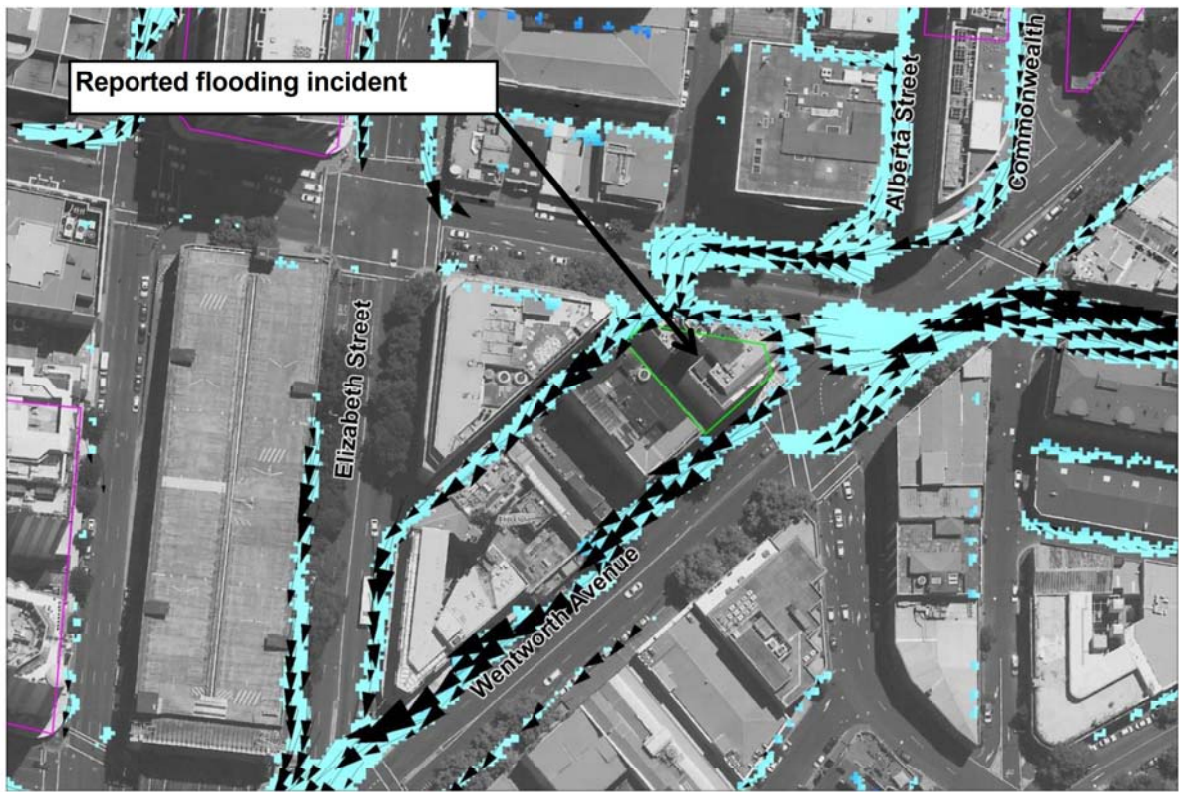 Reported flooding incident
Alberta Street
Commonwealth
Elizabeth Street
Wentworth Avenue